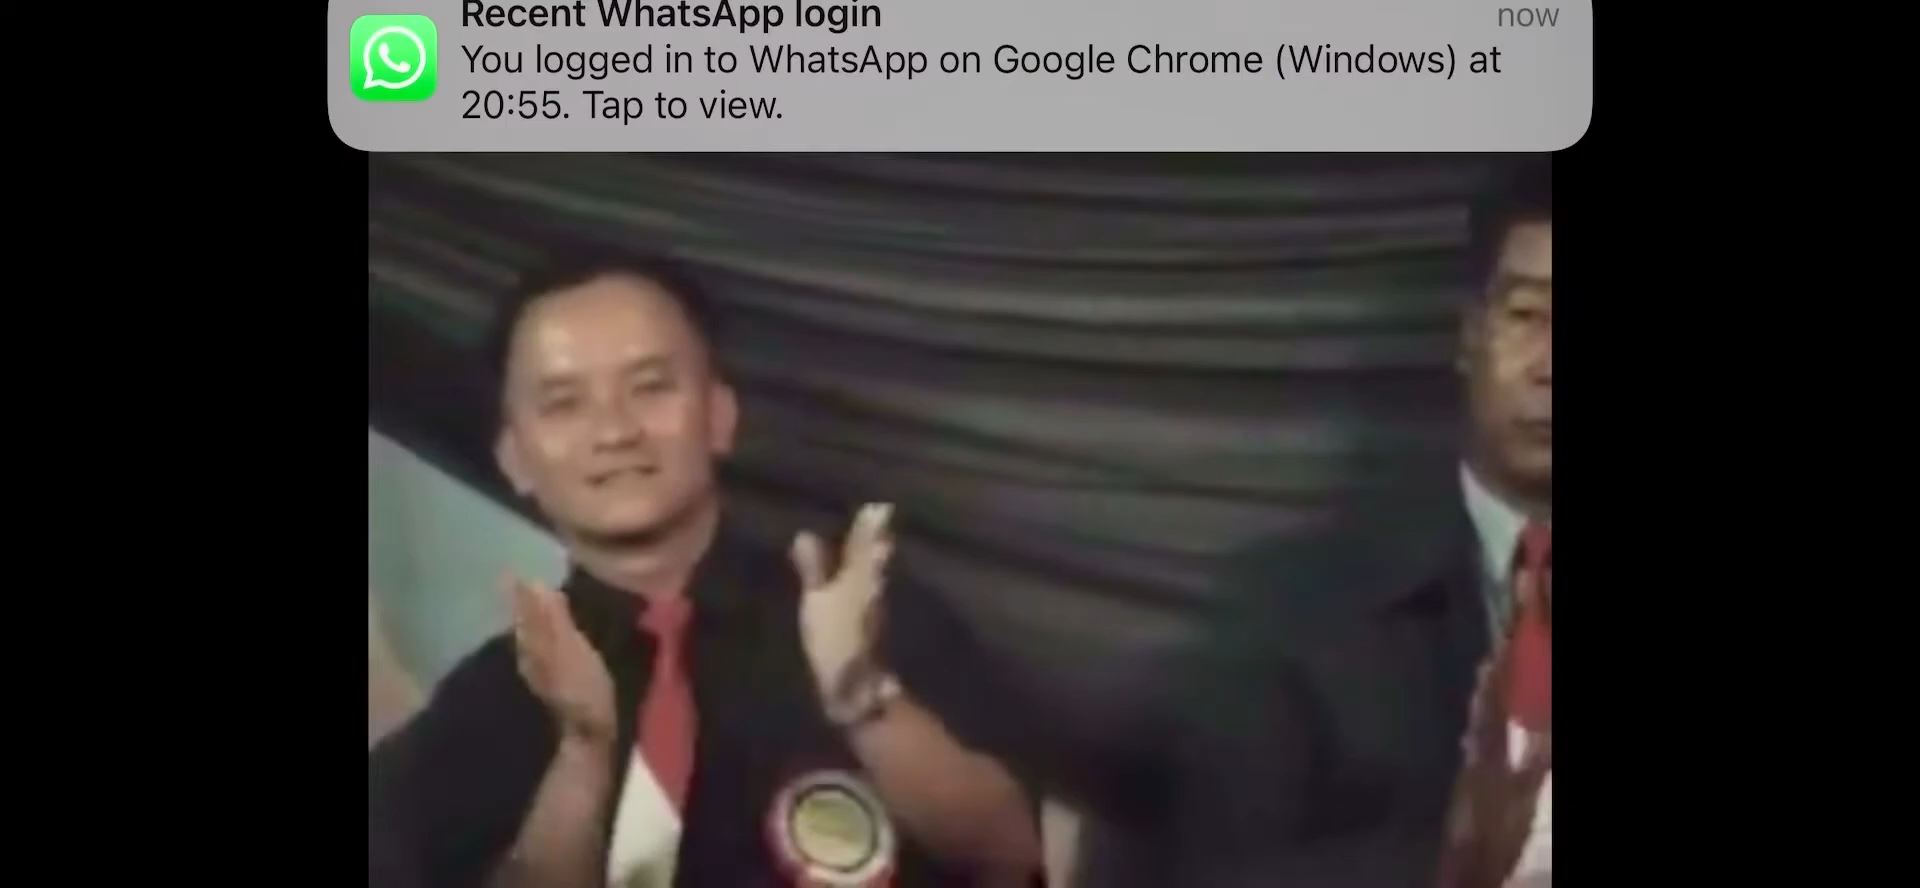 Recent WhatsApp login
now
You logged in to WhatsApp on Google Chrome (Windows) at
20:55. Tap to view.